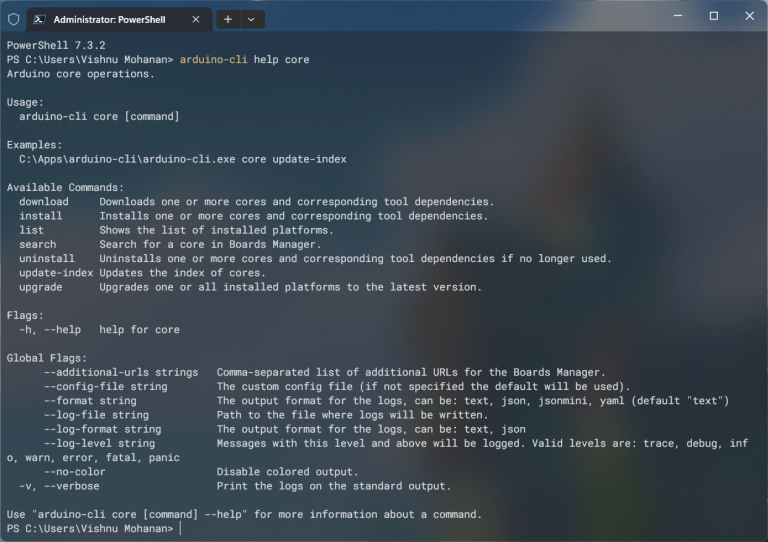 Administrator: PowerShell
PowerShell 7.3.2
PS C:\Users\Vishnu Mohanan> arduino-cli help core
Arduino core operations.
Usage:
  arduino-cli core [command]
Examples:
  C:\Apps\arduino-cli\arduino-cli.exe core update-index
Available Commands:
  download     Downloads one or more cores and corresponding tool dependencies.
  install      Installs one or more cores and corresponding tool dependencies.
  list         Shows the list of installed platforms.
  search       Search for a core in Boards Manager.
  uninstall    Uninstalls one or more cores and corresponding tool dependencies if no longer used.
  update-index Updates the index of cores.
  upgrade      Upgrades one or all installed platforms to the latest version.
Flags:
  -h, --help   help for core
Global Flags:
      --additional-urls strings   Comma-separated list of additional URLs for the Boards Manager.
      --config-file string        The custom config file (if not specified the default will be used).
      --format string             The output format for the logs, can be: text, json, jsonmini, yaml (default "text")
      --log-file string           Path to the file where logs will be written.
      --log-format string         The output format for the logs, can be: text, json
      --log-level string          Messages with this level and above will be logged. Valid levels are: trace, debug, inf
o, warn, error, fatal, panic
      --no-color                  Disable colored output.
  -v, --verbose                   Print the logs on the standard output.
Use "arduino-cli core [command] --help" for more information about a command.
PS C:\Users\Vishnu Mohanan>